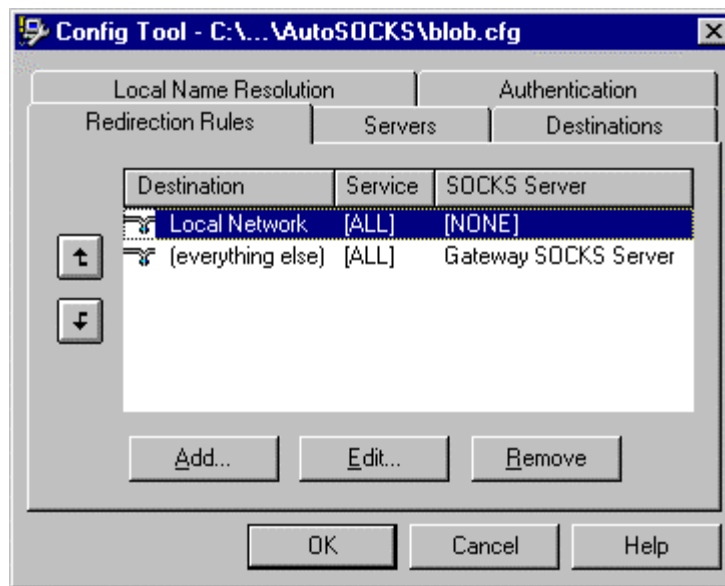 Config Tool - C:\...\AutoSOCKS\blob.cfg
Local Name Resolution Authentication
Redirection Rules Servers Destinations
Destination Service SOCKS Server
Local Network [ALL] [NONE]
(everything else) [ALL] Gateway SOCKS Server
Add... Edit... Remove
OK Cancel Help